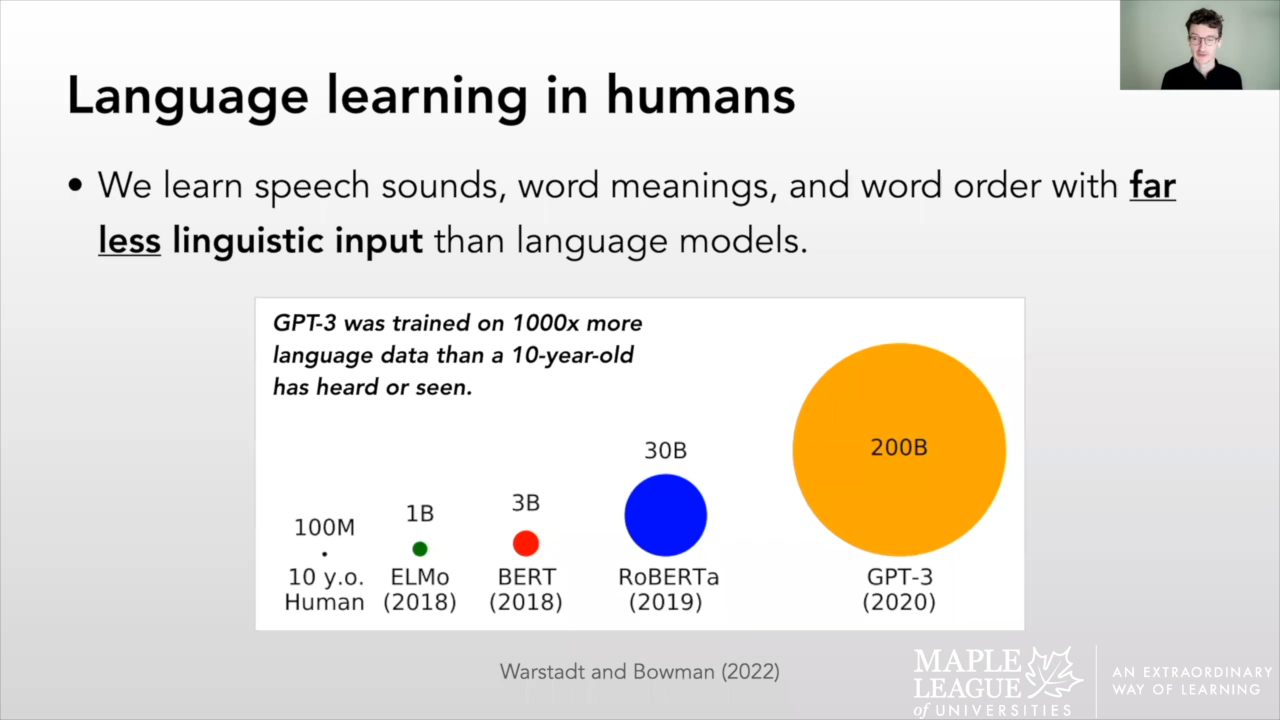 Language learning in humans
• We learn speech sounds, word meanings, and word order with far
less linguistic input than language models.
GPT-3 was trained on 1000x more
language data than a 10-year-old
has heard or seen.
100M
1B
3B
30B
200B
10 y.o.
Human
ELMo
(2018)
BERT
(2018)
RoBERTa
(2019)
GPT-3
(2020)
Warstadt and Bowman (2022)
MAPLE
LEAGUE
of UNIVERSITIES
AN EXTRAORDINARY
WAY OF LEARNING